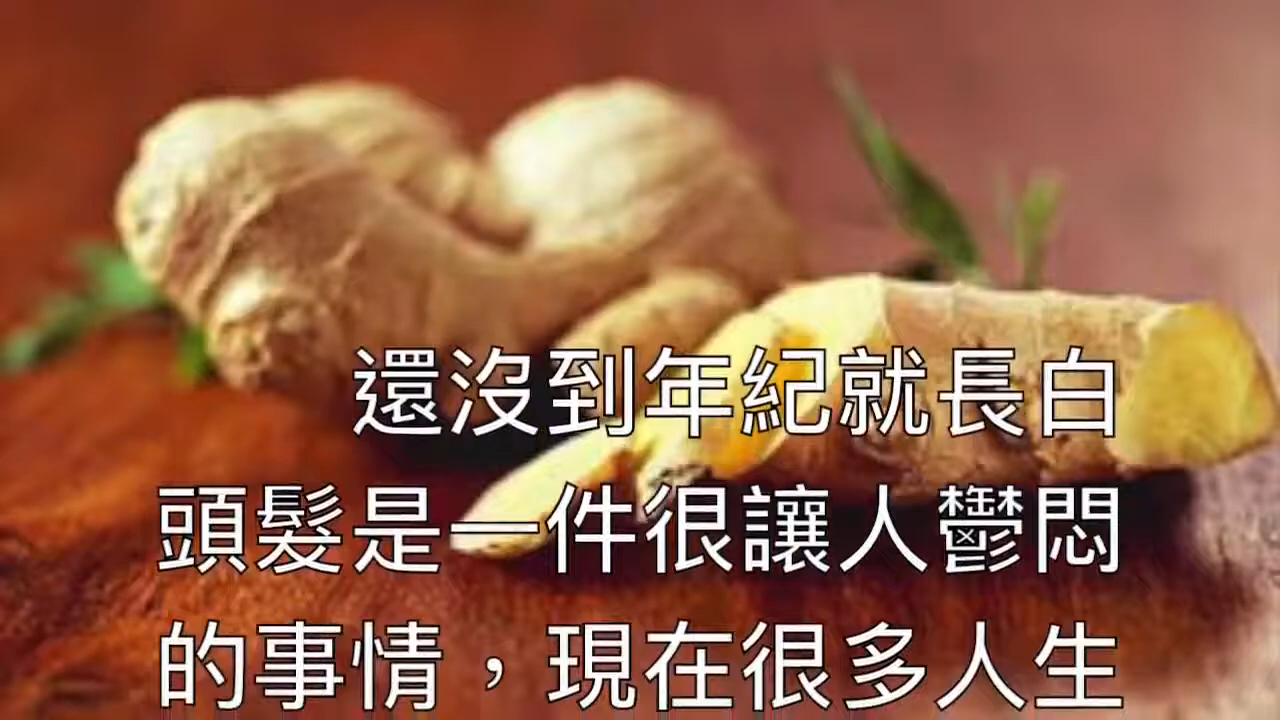 還沒到年紀就長白
頭髮是一件很讓人鬱悶
的事情，現在很多人生